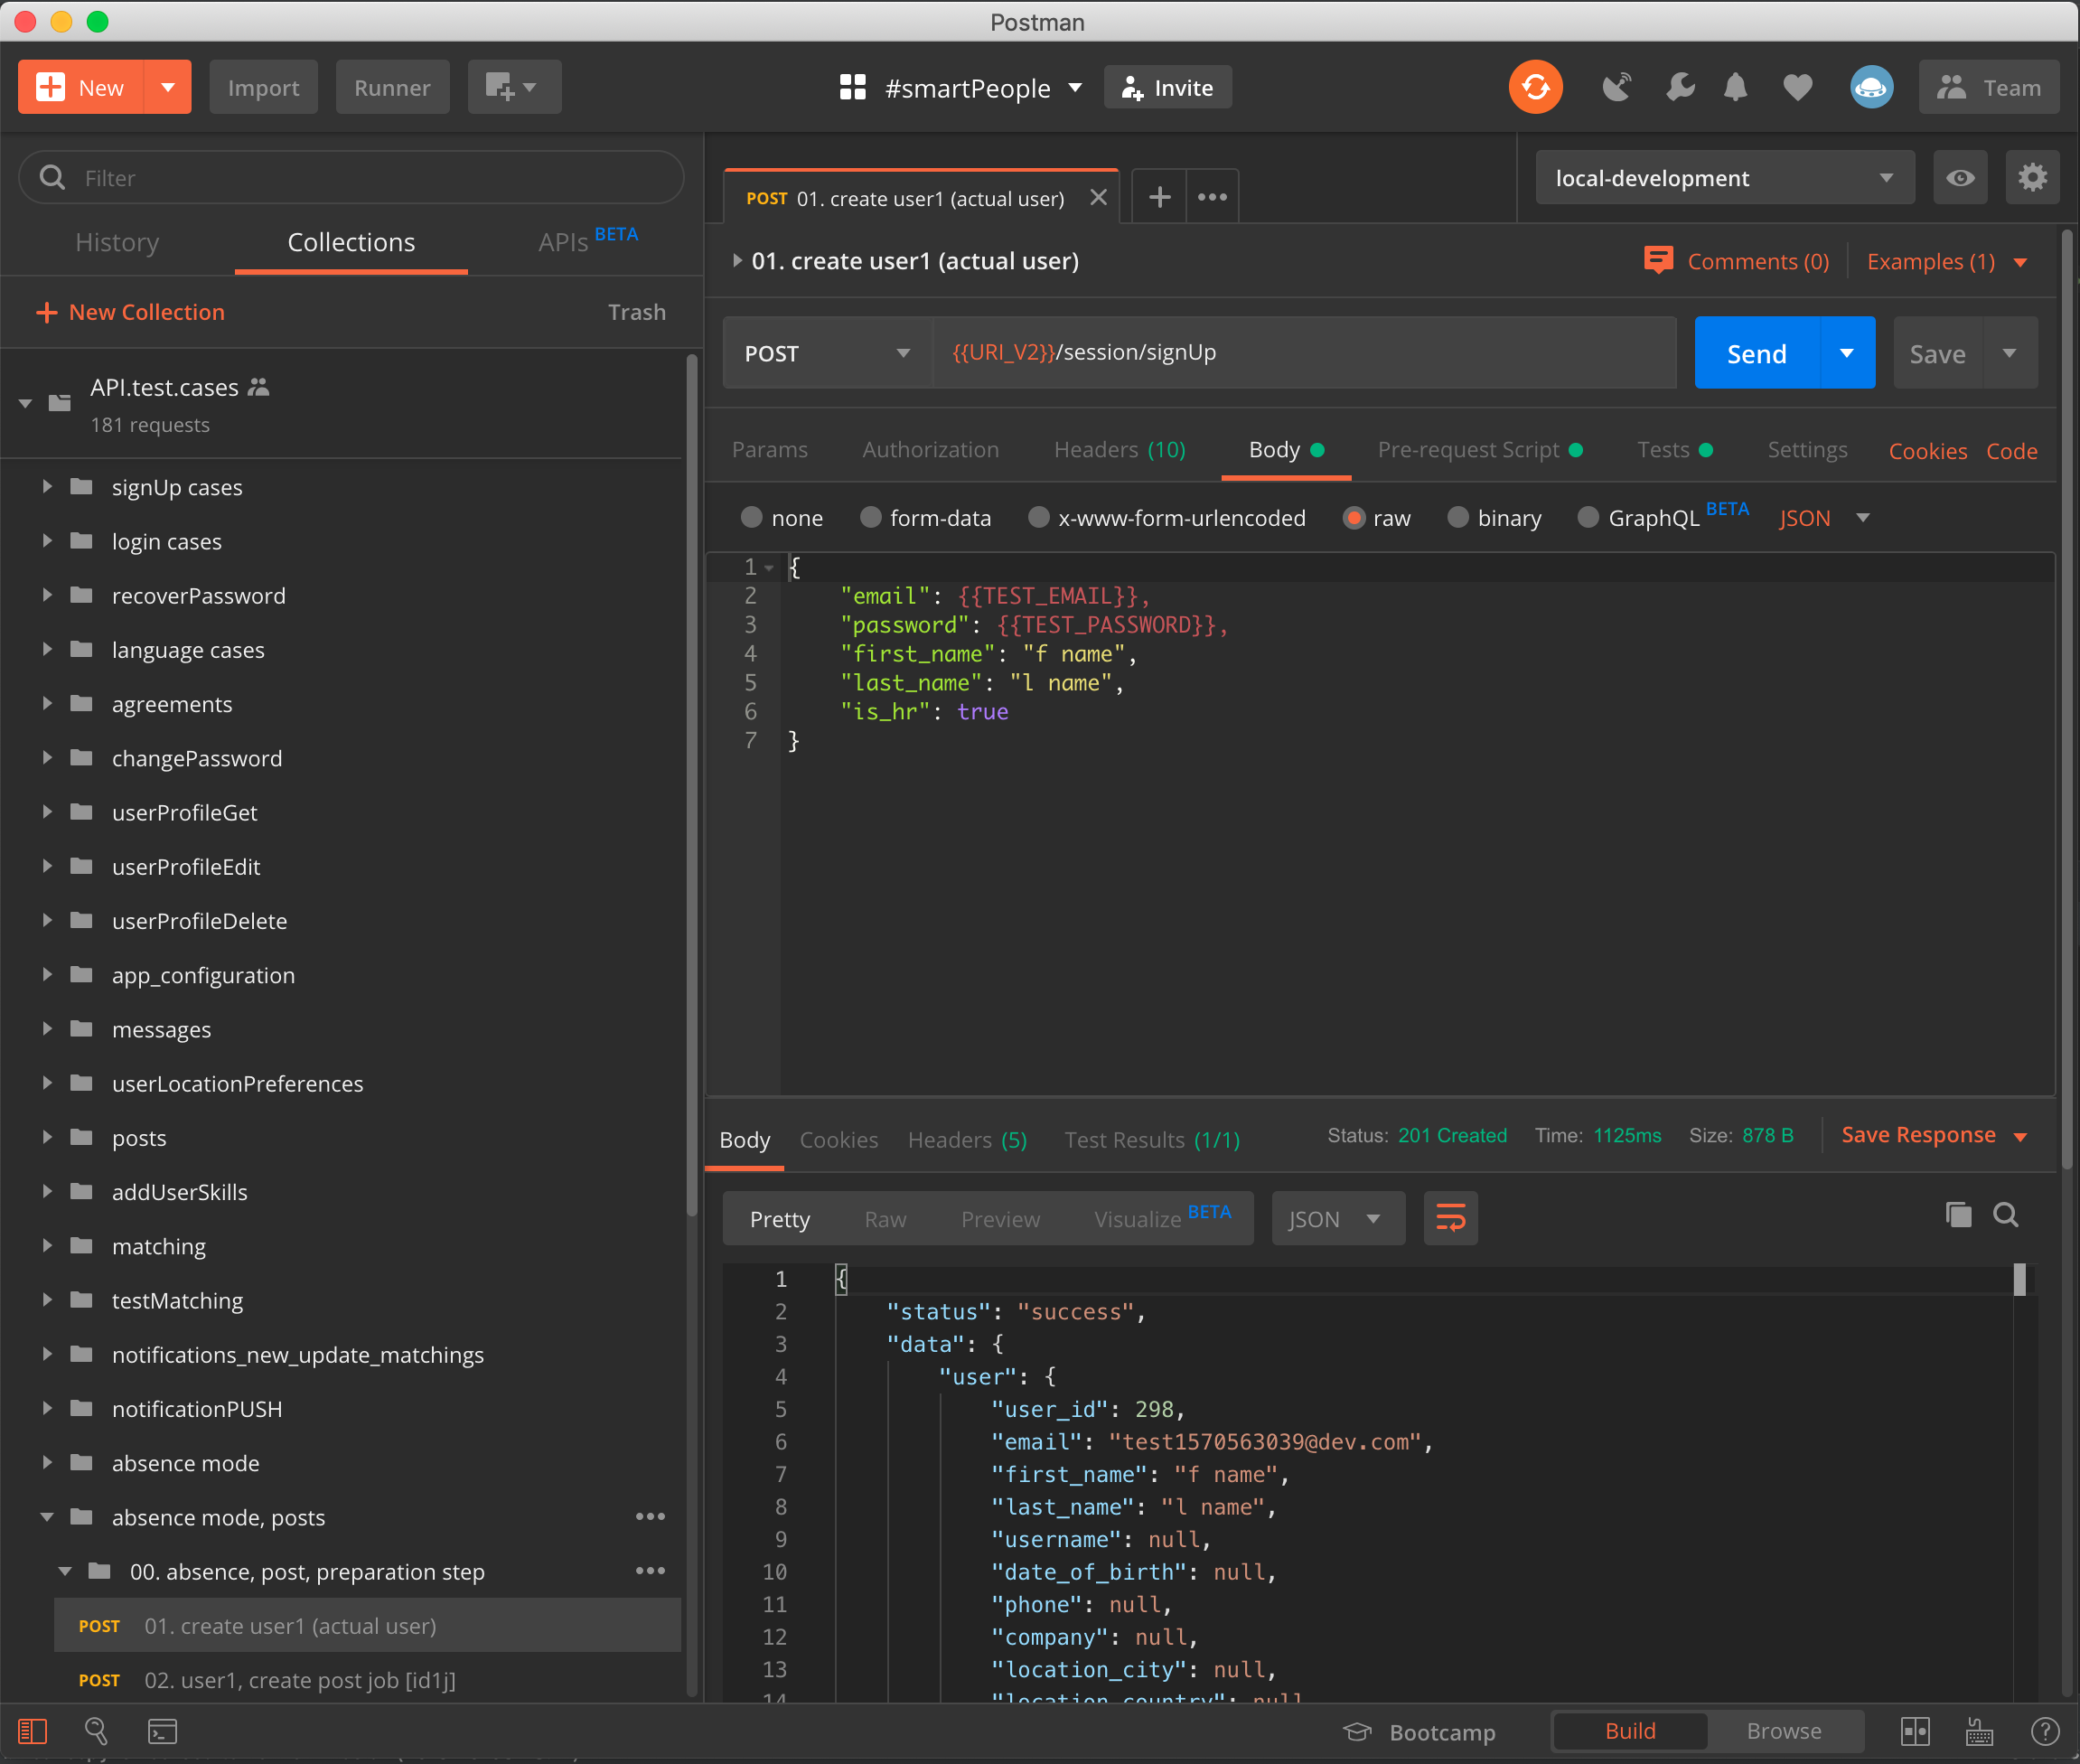 Postman
New
Import
Runner
#smartPeople
Invite
Team
Filter
History
Collections
APIs BETA
New Collection
Trash
API.test.cases
181 requests
signUp cases
login cases
recoverPassword
language cases
agreements
changePassword
userProfileGet
userProfileEdit
userProfileDelete
app_configuration
messages
userLocationPreferences
posts
addUserSkills
matching
testMatching
notifications_new_update_matchings
notificationPUSH
absence mode
absence mode, posts
00. absence, post, preparation step
POST 01. create user1 (actual user)
POST 02. user1, create post job [id1j]
POST 01. create user1 (actual user)
local-development
01. create user1 (actual user)
Comments (0)
Examples (1)
POST
{{URI_V2}}/session/signUp
Send
Save
Params
Authorization
Headers (10)
Body
Pre-request Script
Tests
Settings
Cookies
Code
none
form-data
x-www-form-urlencoded
raw
binary
GraphQL BETA
JSON
1 {
2 "email": {{TEST_EMAIL}},
3 "password": {{TEST_PASSWORD}},
4 "first_name": "f name",
5 "last_name": "l name",
6 "is_hr": true
7 }
Body
Cookies
Headers (5)
Test Results (1/1)
Status: 201 Created
Time: 1125ms
Size: 878 B
Save Response
Pretty
Raw
Preview
Visualize BETA
JSON
1 {
2 "status": "success",
3 "data": {
4 "user": {
5 "user_id": 298,
6 "email": "test1570563039@dev.com",
7 "first_name": "f name",
8 "last_name": "l name",
9 "username": null,
10 "date_of_birth": null,
11 "phone": null,
12 "company": null,
13 "location_city": null,
14 "location_country": null
Bootcamp
Build
Browse